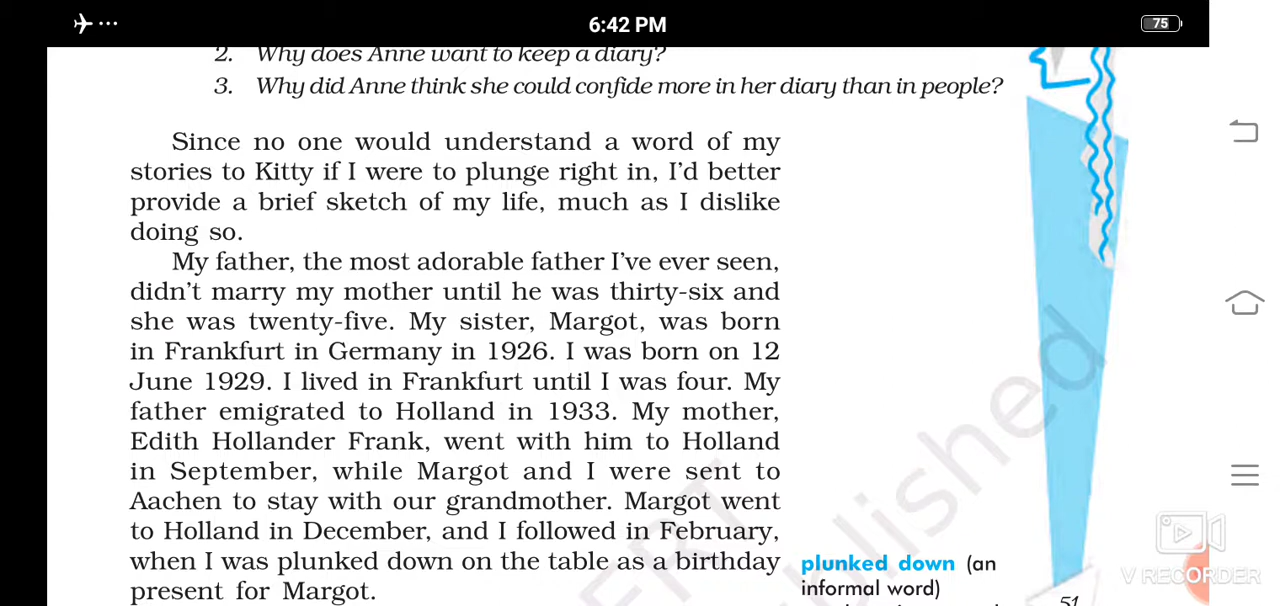 6:42 PM
75
2. Why does Anne want to keep a diary?
3. Why did Anne think she could confide more in her diary than in people?
Since no one would understand a word of my
stories to Kitty if I were to plunge right in, I'd better
provide a brief sketch of my life, much as I dislike
doing so.
My father, the most adorable father I've ever seen,
didn't marry my mother until he was thirty-six and
she was twenty-five. My sister, Margot, was born
in Frankfurt in Germany in 1926. I was born on 12
June 1929. I lived in Frankfurt until I was four. My
father emigrated to Holland in 1933. My mother,
Edith Hollander Frank, went with him to Holland
in September, while Margot and I were sent to
Aachen to stay with our grandmother. Margot went
to Holland in December, and I followed in February,
when I was plunked down on the table as a birthday
present for Margot.
plunked down (an
informal word)
51
V RECORDER